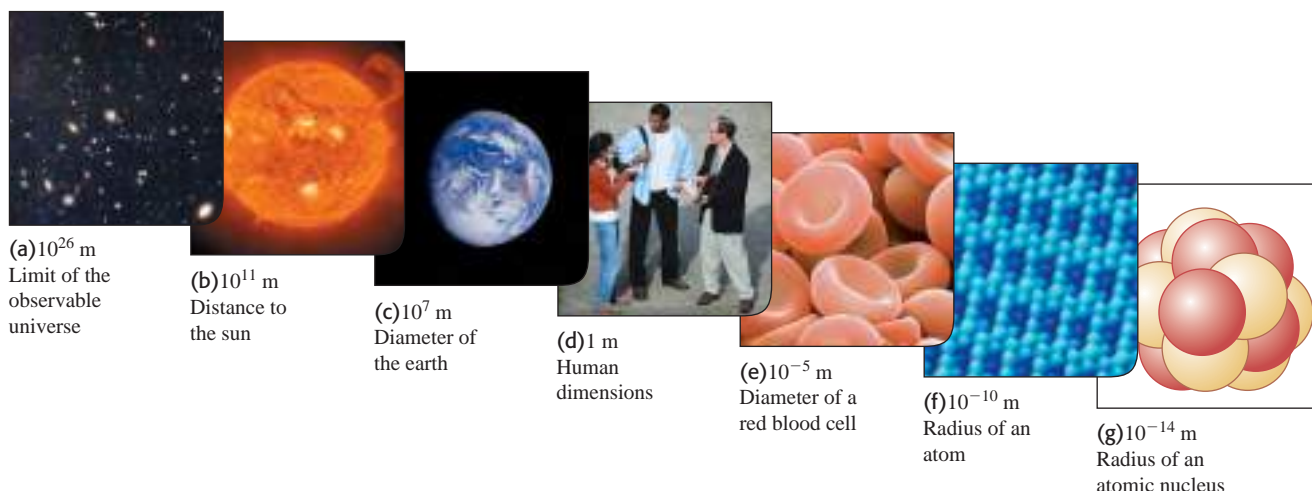 (a)10²⁶ m
Limit of the
observable
universe
(b)10¹¹ m
Distance to
the sun
(c)10⁷ m
Diameter of
the earth
(d)1 m
Human
dimensions
(e)10⁻⁵ m
Diameter of a
red blood cell
(f)10⁻¹⁰ m
Radius of an
atom
(g)10⁻¹⁴ m
Radius of an
atomic nucleus